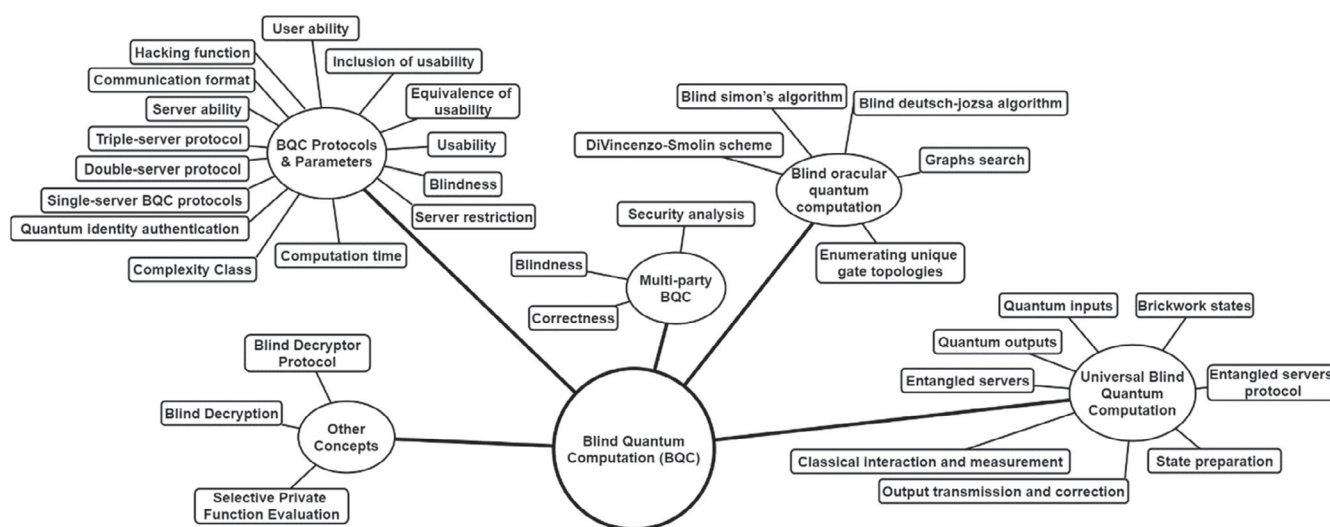 User ability
Hacking function
Inclusion of usability
Communication format
Equivalence of
usability
Server ability
BQC Protocols
& Parameters
Triple-server protocol
Usability
Double-server protocol
Blindness
Single-server BQC protocols
Server restriction
Quantum identity authentication
Computation time
Complexity Class
Blind simon's algorithm
Blind deutsch-jozsa algorithm
DiVincenzo-Smolin scheme
Graphs search
Blind oracular
quantum
computation
Enumerating unique
gate topologies
Security analysis
Blindness
Multi-party
BQC
Correctness
Quantum inputs
Brickwork states
Quantum outputs
Entangled servers
Universal Blind
Quantum
Computation
Entangled servers
protocol
Classical interaction and measurement
State preparation
Output transmission and correction
Blind Decryptor
Protocol
Blind Decryption
Other
Concepts
Selective Private
Function Evaluation
Blind Quantum
Computation (BQC)